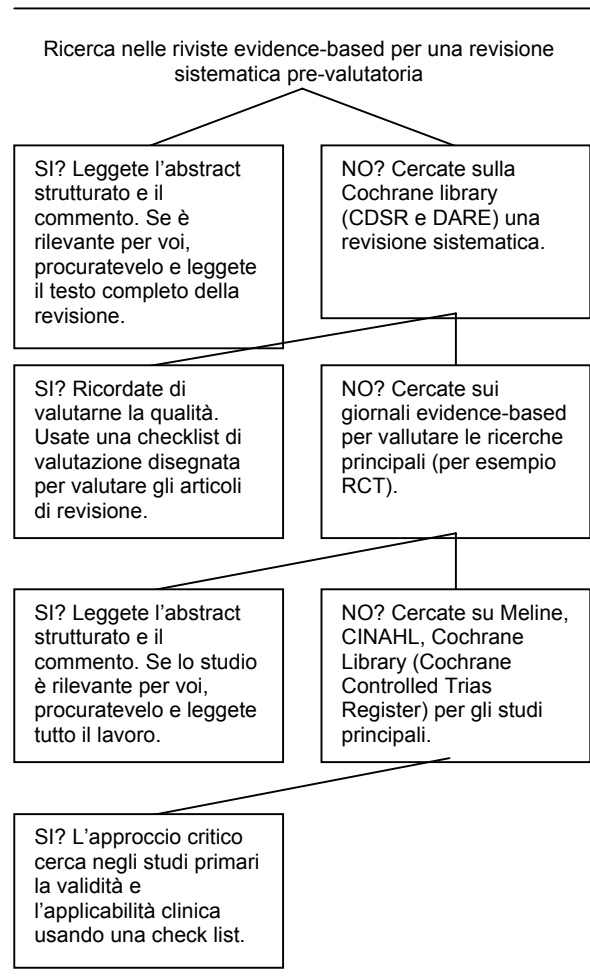 Ricerca nelle riviste evidence-based per una revisione
sistematica pre-valutatoria
SI? Leggete l'abstract
strutturato e il
commento. Se è
rilevante per voi,
procuratevelo e leggete
il testo completo della
revisione.
NO? Cercate sulla
Cochrane library
(CDSR e DARE) una
revisione sistematica.
SI? Ricordate di
valutarne la qualità.
Usate una checklist di
valutazione disegnata
per valutare gli articoli
di revisione.
NO? Cercate sui
giornali evidence-based
per vallutare le ricerche
principali (per esempio
RCT).
SI? Leggete l'abstract
strutturato e il
commento. Se lo studio
è rilevante per voi,
procuratevelo e leggete
tutto il lavoro.
NO? Cercate su Meline,
CINAHL, Cochrane
Library (Cochrane
Controlled Trias
Register) per gli studi
principali.
SI? L'approccio critico
cerca negli studi primari
la validità e
l'applicabilità clinica
usando una check list.